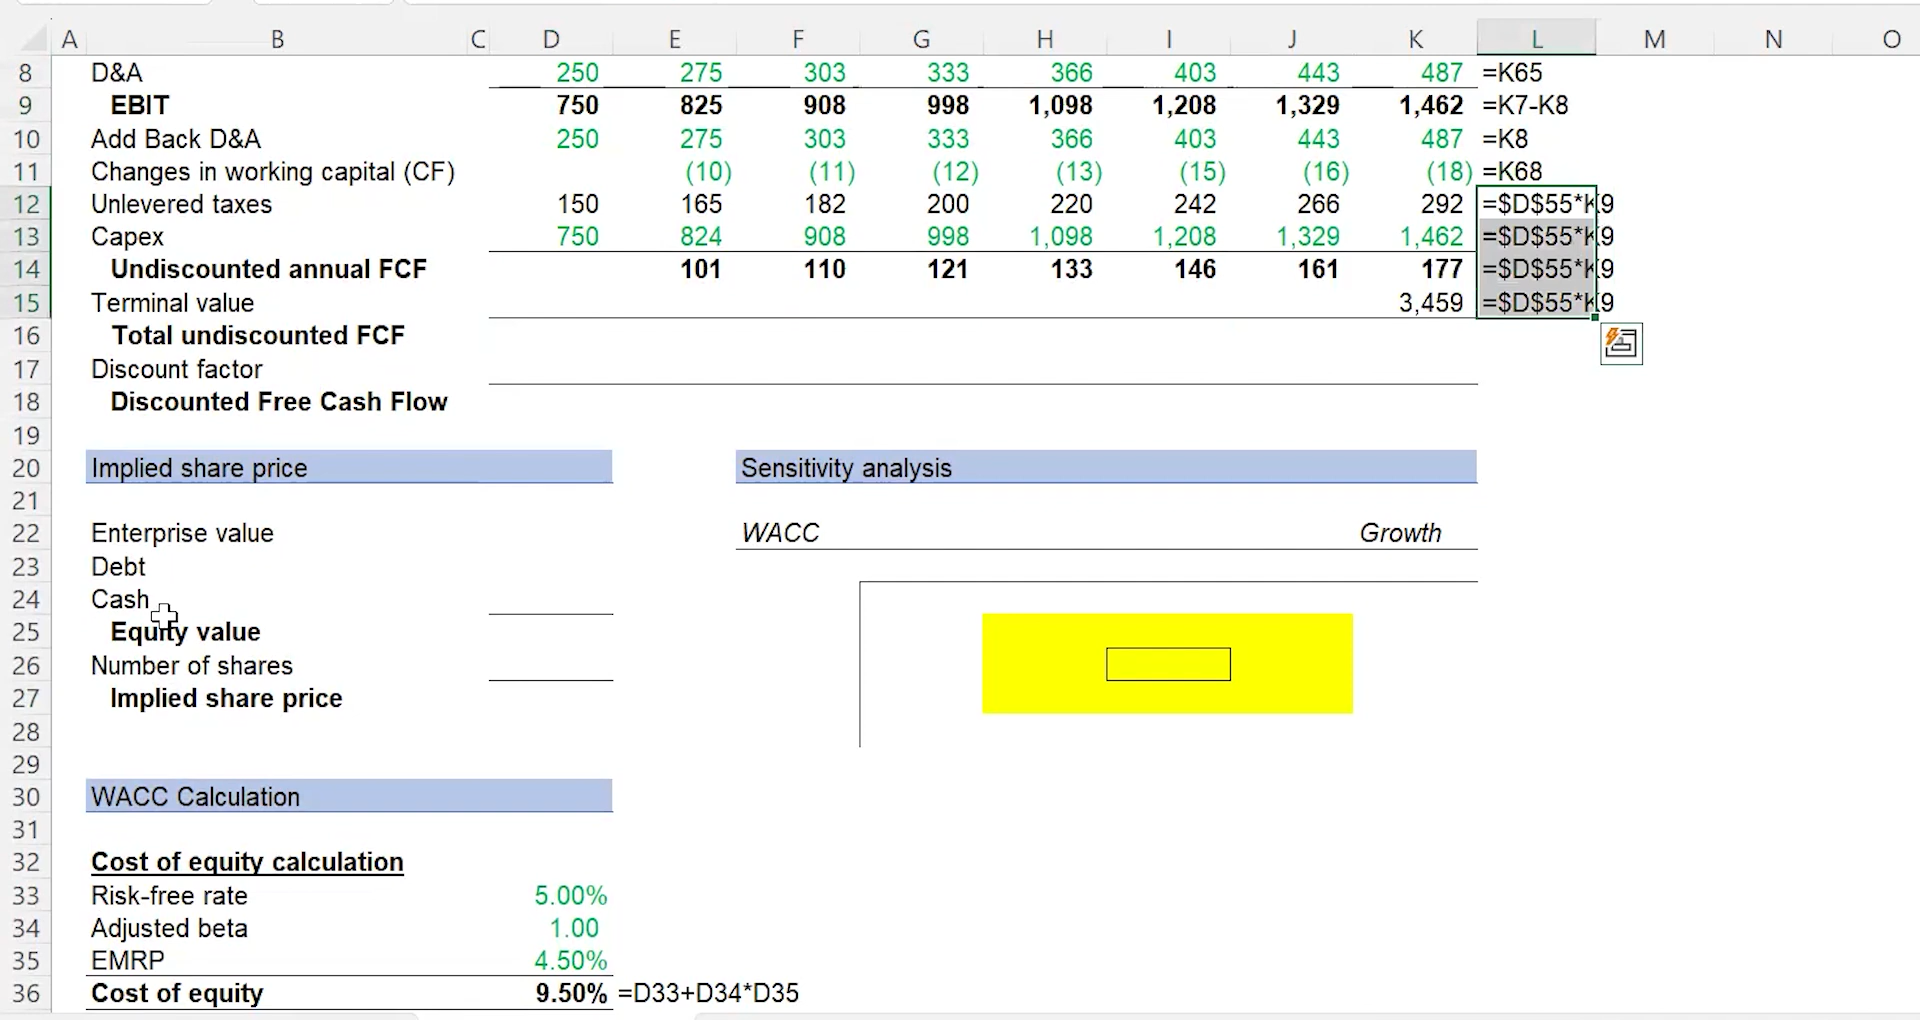 A B C D E F G H I J K L M N O
8 D&A 250 275 303 333 366 403 443 487 =K65
9 EBIT 750 825 908 998 1,098 1,208 1,329 1,462 =K7-K8
10 Add Back D&A 250 275 303 333 366 403 443 487 =K8
11 Changes in working capital (CF) (10) (11) (12) (13) (15) (16) (18) =K68
12 Unlevered taxes 150 165 182 200 220 242 266 292 =$D$55*K9
13 Capex 750 824 908 998 1,098 1,208 1,329 1,462 =$D$55*K9
14 Undiscounted annual FCF 101 110 121 133 146 161 177 =$D$55*K9
15 Terminal value 3,459 =$D$55*K9
16 Total undiscounted FCF
17 Discount factor
18 Discounted Free Cash Flow
19
20 Implied share price Sensitivity analysis
21
22 Enterprise value WACC Growth
23 Debt
24 Cash
25 Equity value
26 Number of shares
27 Implied share price
28
29
30 WACC Calculation
31
32 Cost of equity calculation
33 Risk-free rate 5.00%
34 Adjusted beta 1.00
35 EMRP 4.50%
36 Cost of equity 9.50% =D33+D34*D35